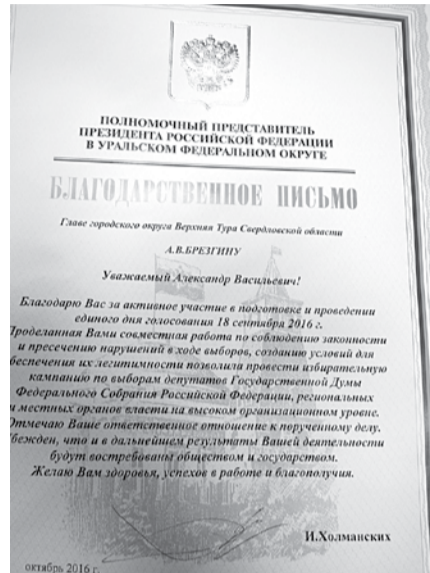 ПОЛНОМОЧНЫЙ ПРЕДСТАВИТЕЛЬ
ПРЕЗИДЕНТА РОССИЙСКОЙ ФЕДЕРАЦИИ
В УРАЛЬСКОМ ФЕДЕРАЛЬНОМ ОКРУГЕ
БЛАГОДАРСТВЕННОЕ ПИСЬМО
Главе городского округа Верхняя Тура Свердловской области
А.В.БРЕЗГИНУ
Уважаемый Александр Васильевич!
Благодарю Вас за активное участие в подготовке и проведении
единого дня голосования 18 сентября 2016 г.
Проделанная Вами совместная работа по соблюдению законности
и пресечению нарушений в ходе выборов, созданию условий для
обеспечения их легитимности позволила провести избирательную
кампанию по выборам депутатов Государственной Думы
Федерального Собрания Российской Федерации, региональных
и местных органов власти на высоком организационном уровне.
Отмечаю Ваше ответственное отношение к порученному делу.
Убежден, что и в дальнейшем результаты Вашей деятельности
будут востребованы обществом и государством.
Желаю Вам здоровья, успехов в работе и благополучия.
И.Холманских
октябрь 2016 г.